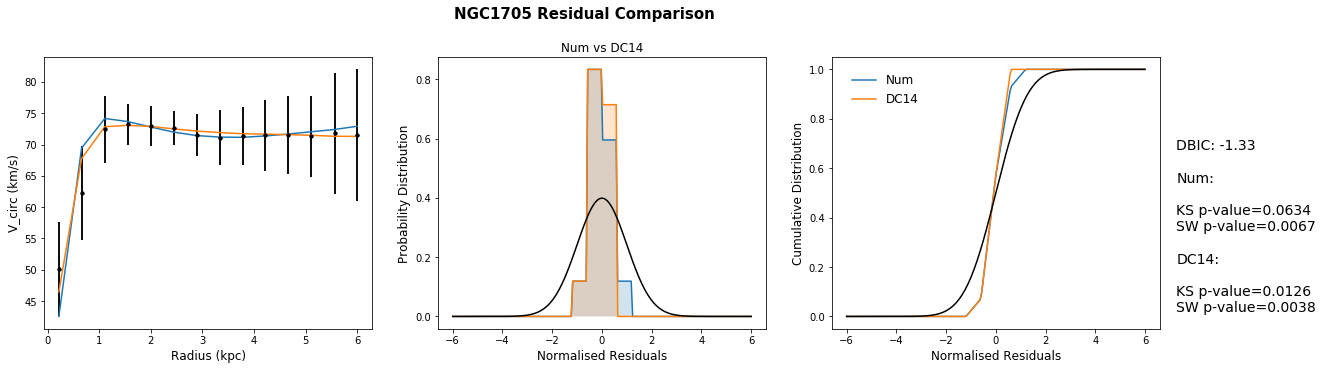 NGC1705 Residual Comparison
V_circ (km/s)
80
75
70
65
60
55
50
45
0
1
2
3
4
5
6
Radius (kpc)
Num vs DC14
Probability Distribution
0.8
0.6
0.4
0.2
0.0
−6
−4
−2
0
2
4
6
Normalised Residuals
Cumulative Distribution
1.0
0.8
0.6
0.4
0.2
0.0
Num
DC14
−6
−4
−2
0
2
4
6
Normalised Residuals
DBIC: -1.33
Num:
KS p-value=0.0634
SW p-value=0.0067
DC14:
KS p-value=0.0126
SW p-value=0.0038